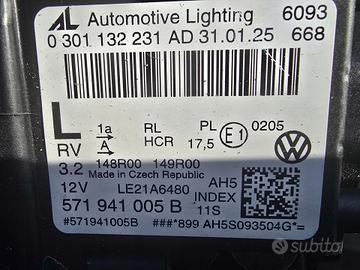 AL Automotive Lighting 6093
0 301 132 231 AD 31.01.25 668
L 1a RL PL E1 0205
RV A HCR 17,5
3.2 148R00 149R00
Made in Czech Republic
12V LE21A6480 AH5
571 941 005 B INDEX 11S
#571941005B ###*899 AH5S093504G*=
subito